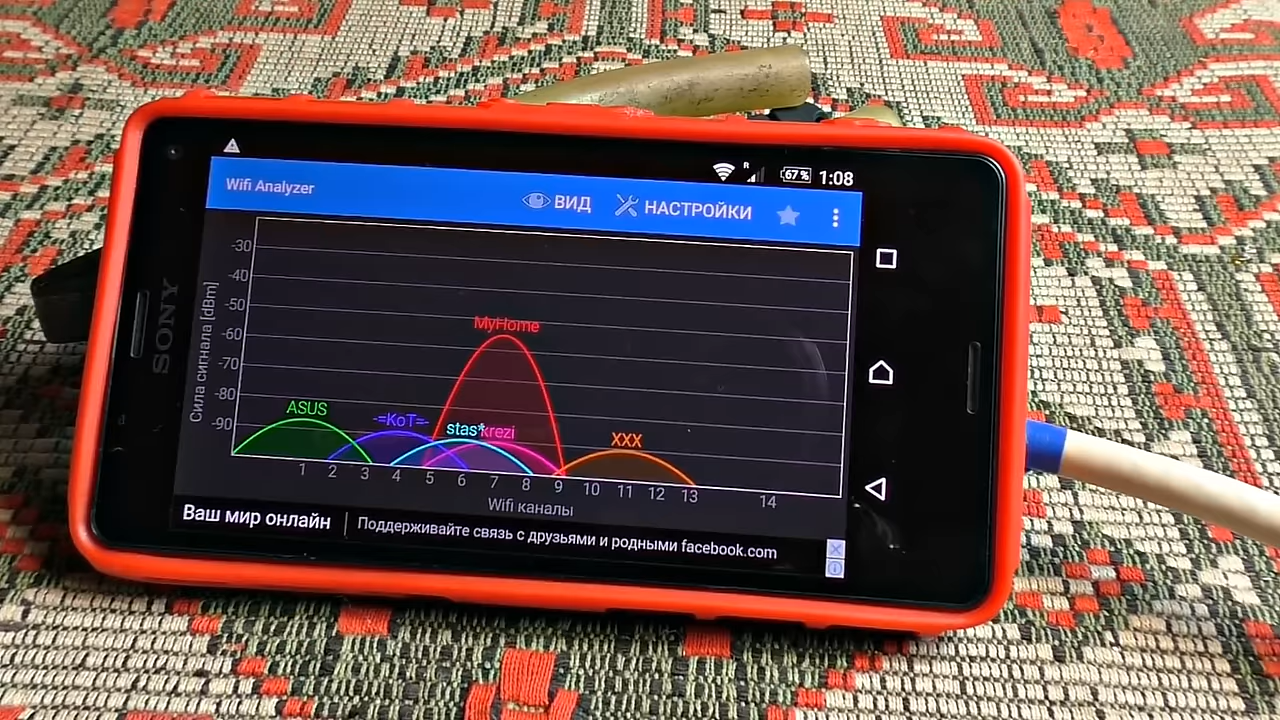 R
67%
1:08
Wifi Analyzer
ВИД
НАСТРОЙКИ
SONY
Сила сигнала [dBm]
-30
-40
-50
-60
-70
-80
-90
MyHome
ASUS
-=KoT=-
stas*
krezi
XXX
1 2 3 4 5 6 7 8 9 10 11 12 13 14
Wifi каналы
Ваш мир онлайн
Поддерживайте связь с друзьями и родными facebook.com